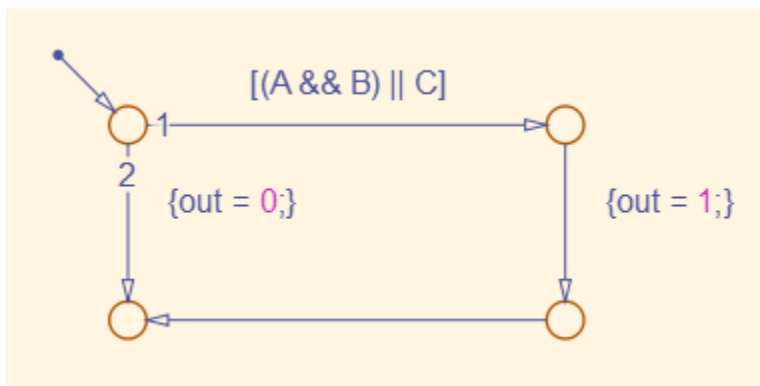 [(A && B) || C]
1
2
{out = 0;}
{out = 1;}